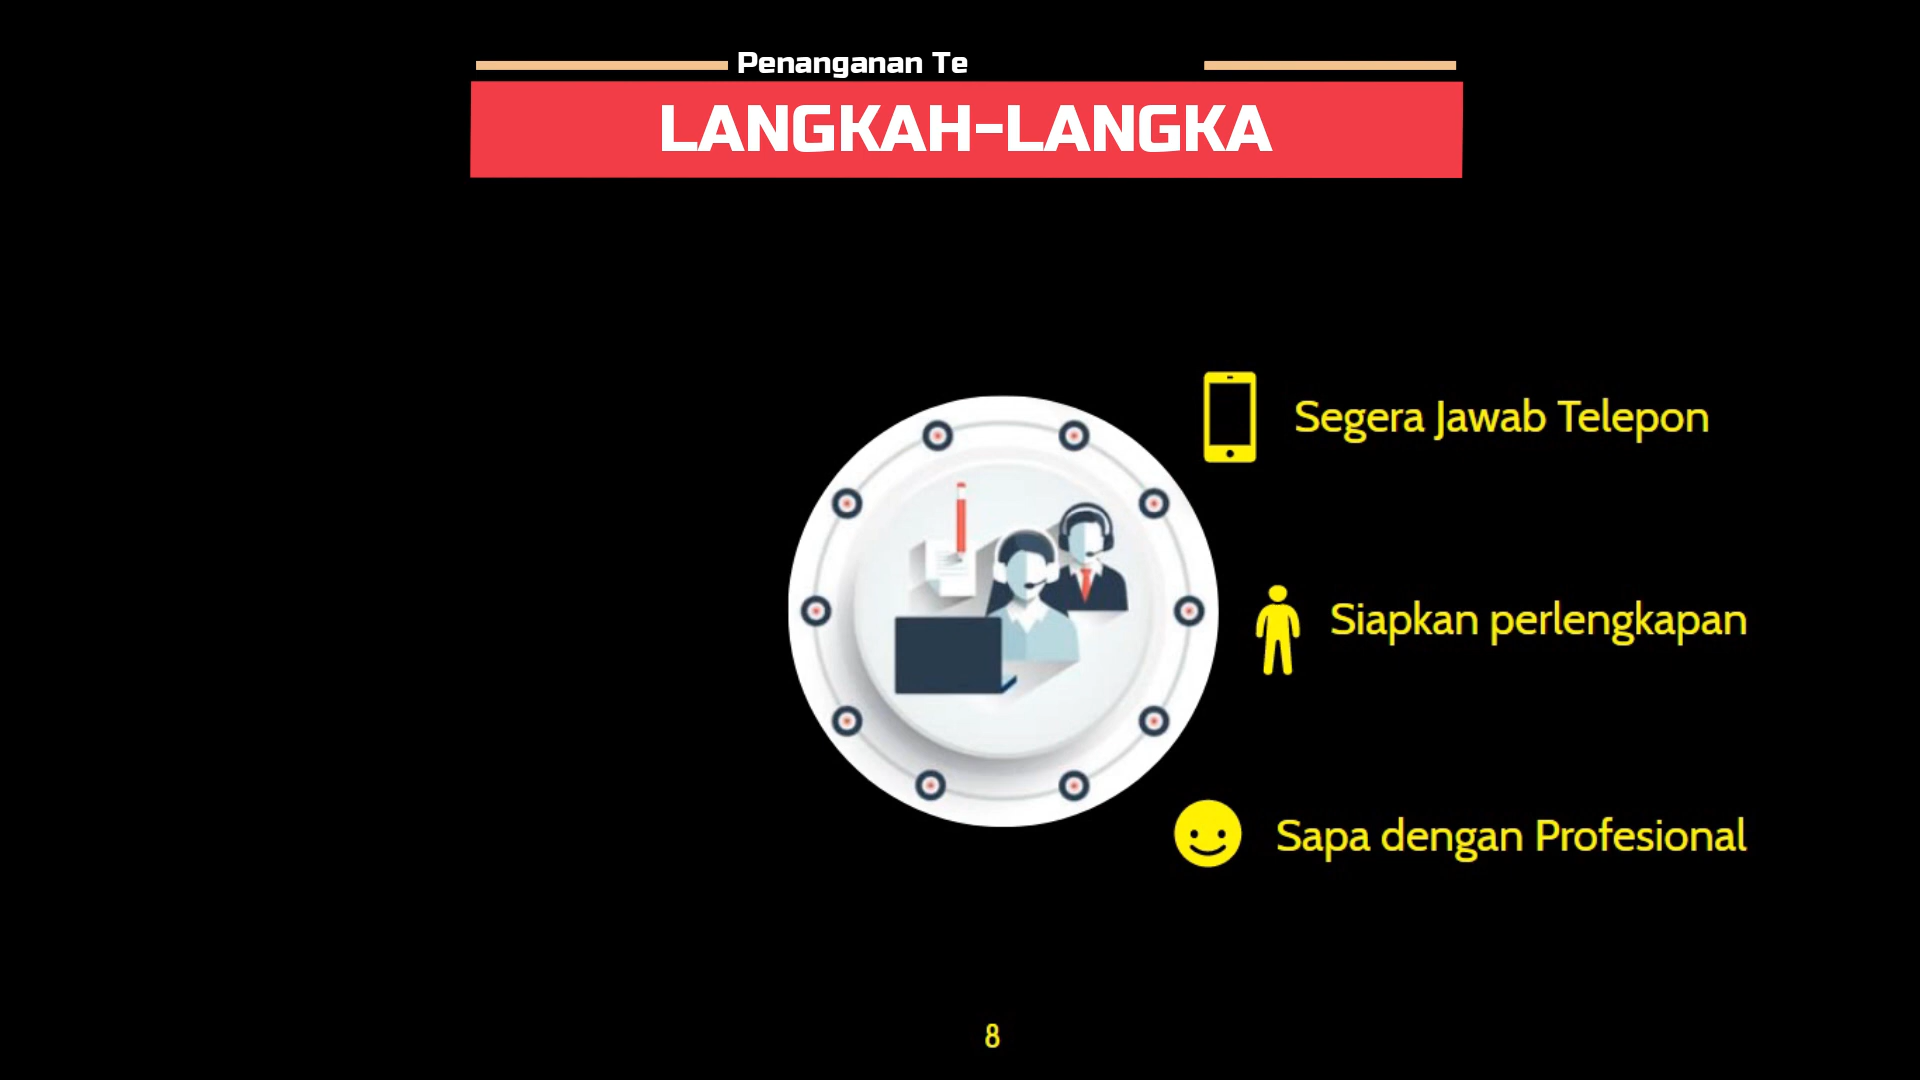 Penanganan Te
LANGKAH-LANGKA
Segera Jawab Telepon
Siapkan perlengkapan
Sapa dengan Profesional
8